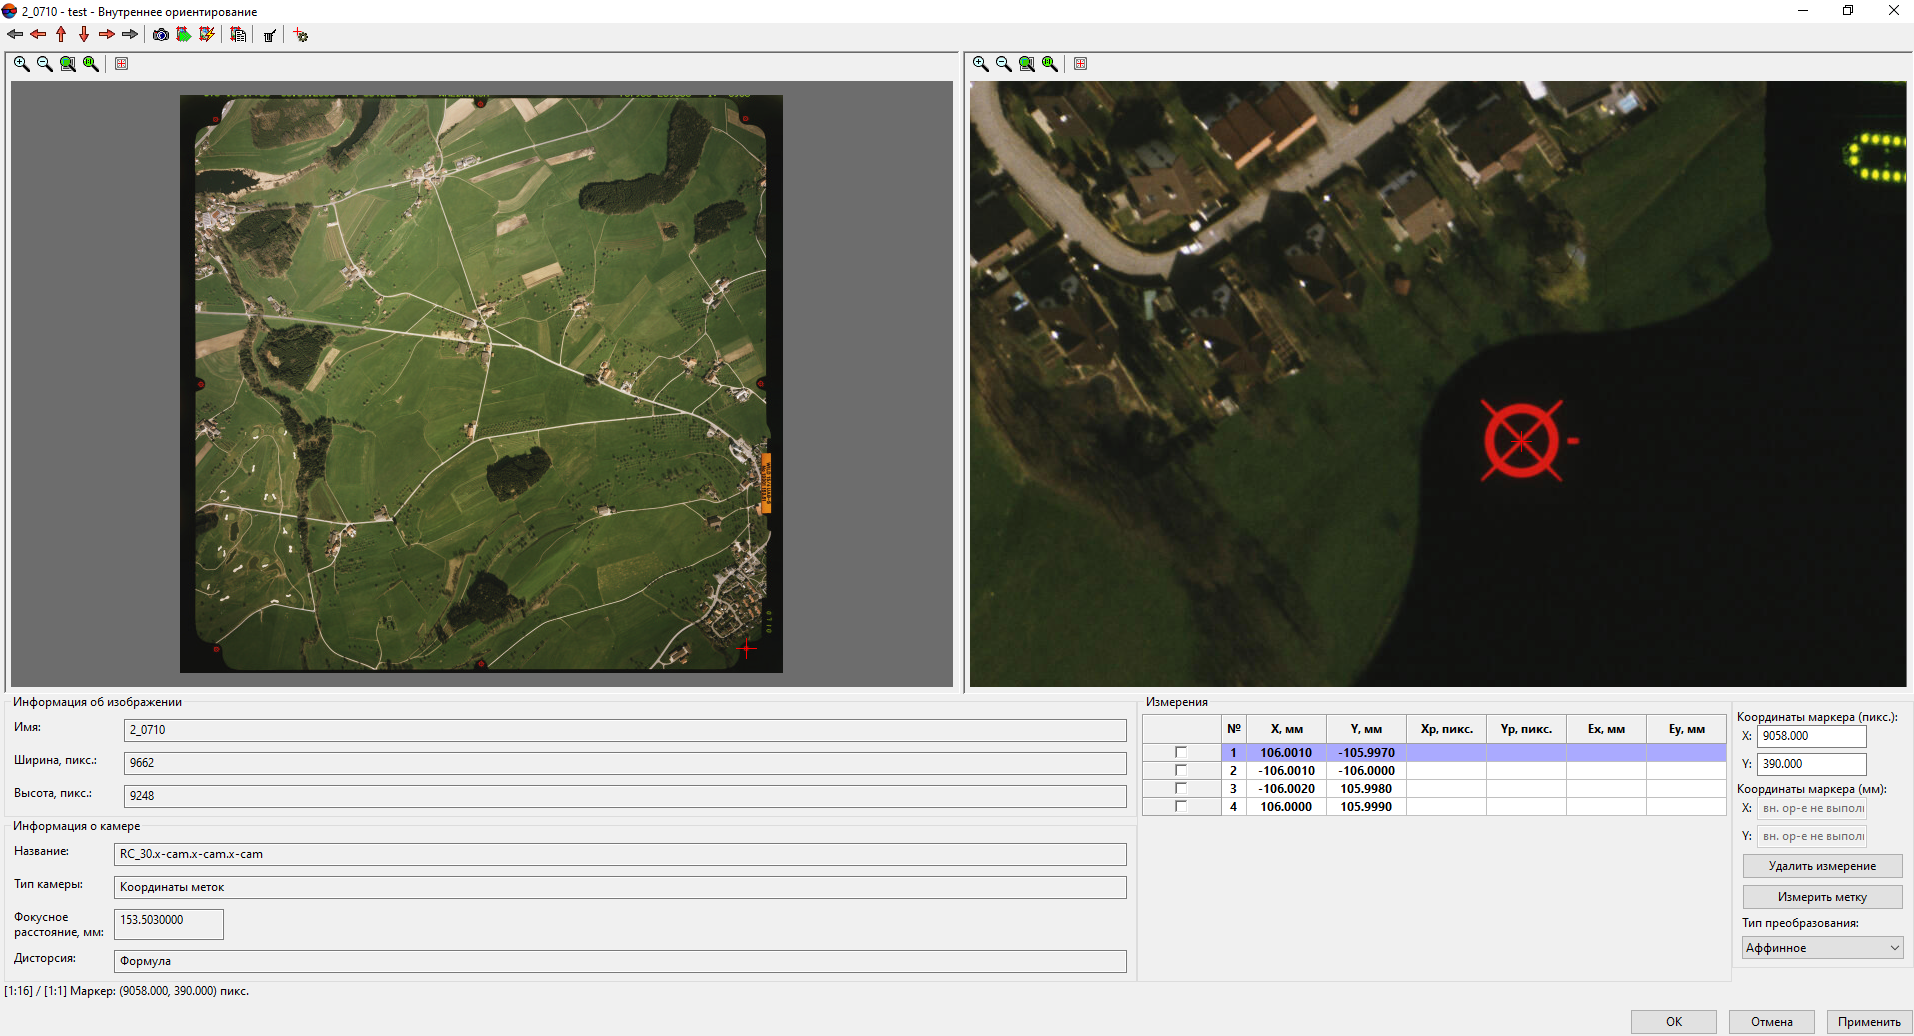 2_0710 - test - Внутреннее ориентирование
Информация об изображении
Имя:
2_0710
Ширина, пикс.:
9662
Высота, пикс.:
9248
Информация о камере
Название:
RC_30.x-cam.x-cam.x-cam
Тип камеры:
Координаты меток
Фокусное
расстояние, мм:
153.5030000
Дисторсия:
Формула
Измерения
№ X, мм Y, мм Xp, пикс. Yp, пикс. Ex, мм Ey, мм
1 106.0010 -105.9970
2 -106.0010 -106.0000
3 -106.0020 105.9980
4 106.0000 105.9990
Координаты маркера (пикс.):
X: 9058.000
Y: 390.000
Координаты маркера (мм):
X: вн. ор-е не выполн
Y: вн. ор-е не выполн
Удалить измерение
Измерить метку
Тип преобразования:
Аффинное
[1:16] / [1:1] Маркер: (9058.000, 390.000) пикс.
OK Отмена Применить